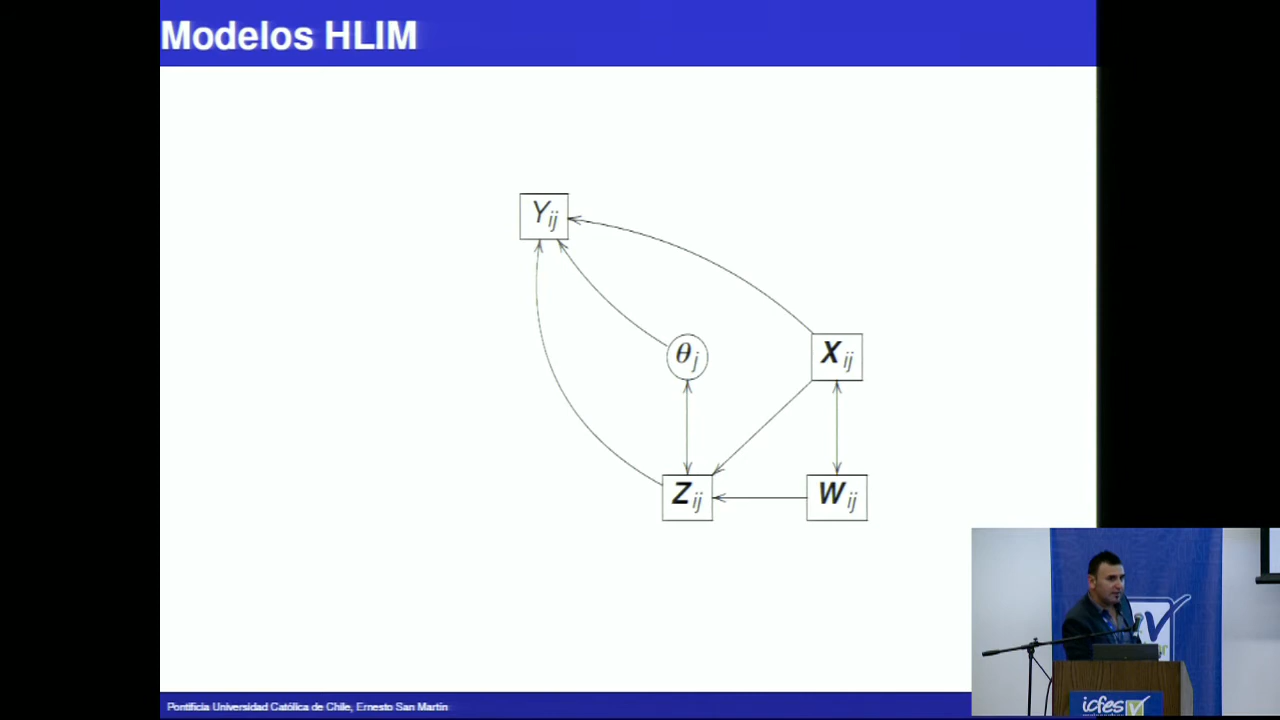 Modelos HLIM
Yij
θj
Xij
Zij
Wij
Pontificia Universidad Católica de Chile, Ernesto San Martín
icfes